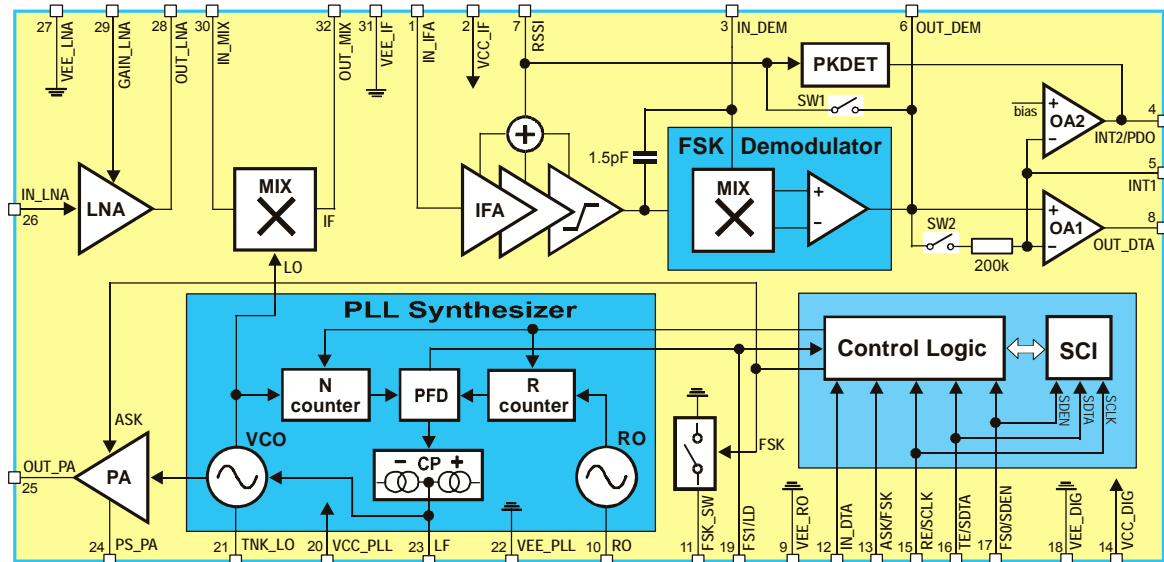 27
29
28
30
32
31
1
2
7
3
6
VEE_LNA
GAIN_LNA
OUT_LNA
IN_MIX
OUT_MIX
VEE_IF
IN_IFA
VCC_IF
RSSI
IN_DEM
OUT_DEM
PKDET
SW1
bias
+
−
OA2
4
INT2/PDO
5
INT1
1.5pF
FSK Demodulator
IN_LNA
26
LNA
MIX
IF
LO
IFA
+
MIX
+
−
SW2
200k
+
−
OA1
8
OUT_DTA
PLL Synthesizer
N
counter
PFD
R
counter
Control Logic
SCI
SDEN
SDTA
SCLK
ASK
VCO
− CP +
RO
FSK
OUT_PA
25
PA
24
PS_PA
21
TNK_LO
20
VCC_PLL
23
LF
22
VEE_PLL
10
RO
11
FSK_SW
19
FS1/LD
9
VEE_RO
12
IN_DTA
13
ASK/FSK
15
RE/SCLK
16
TE/SDTA
17
FS0/SDEN
18
VEE_DIG
14
VCC_DIG